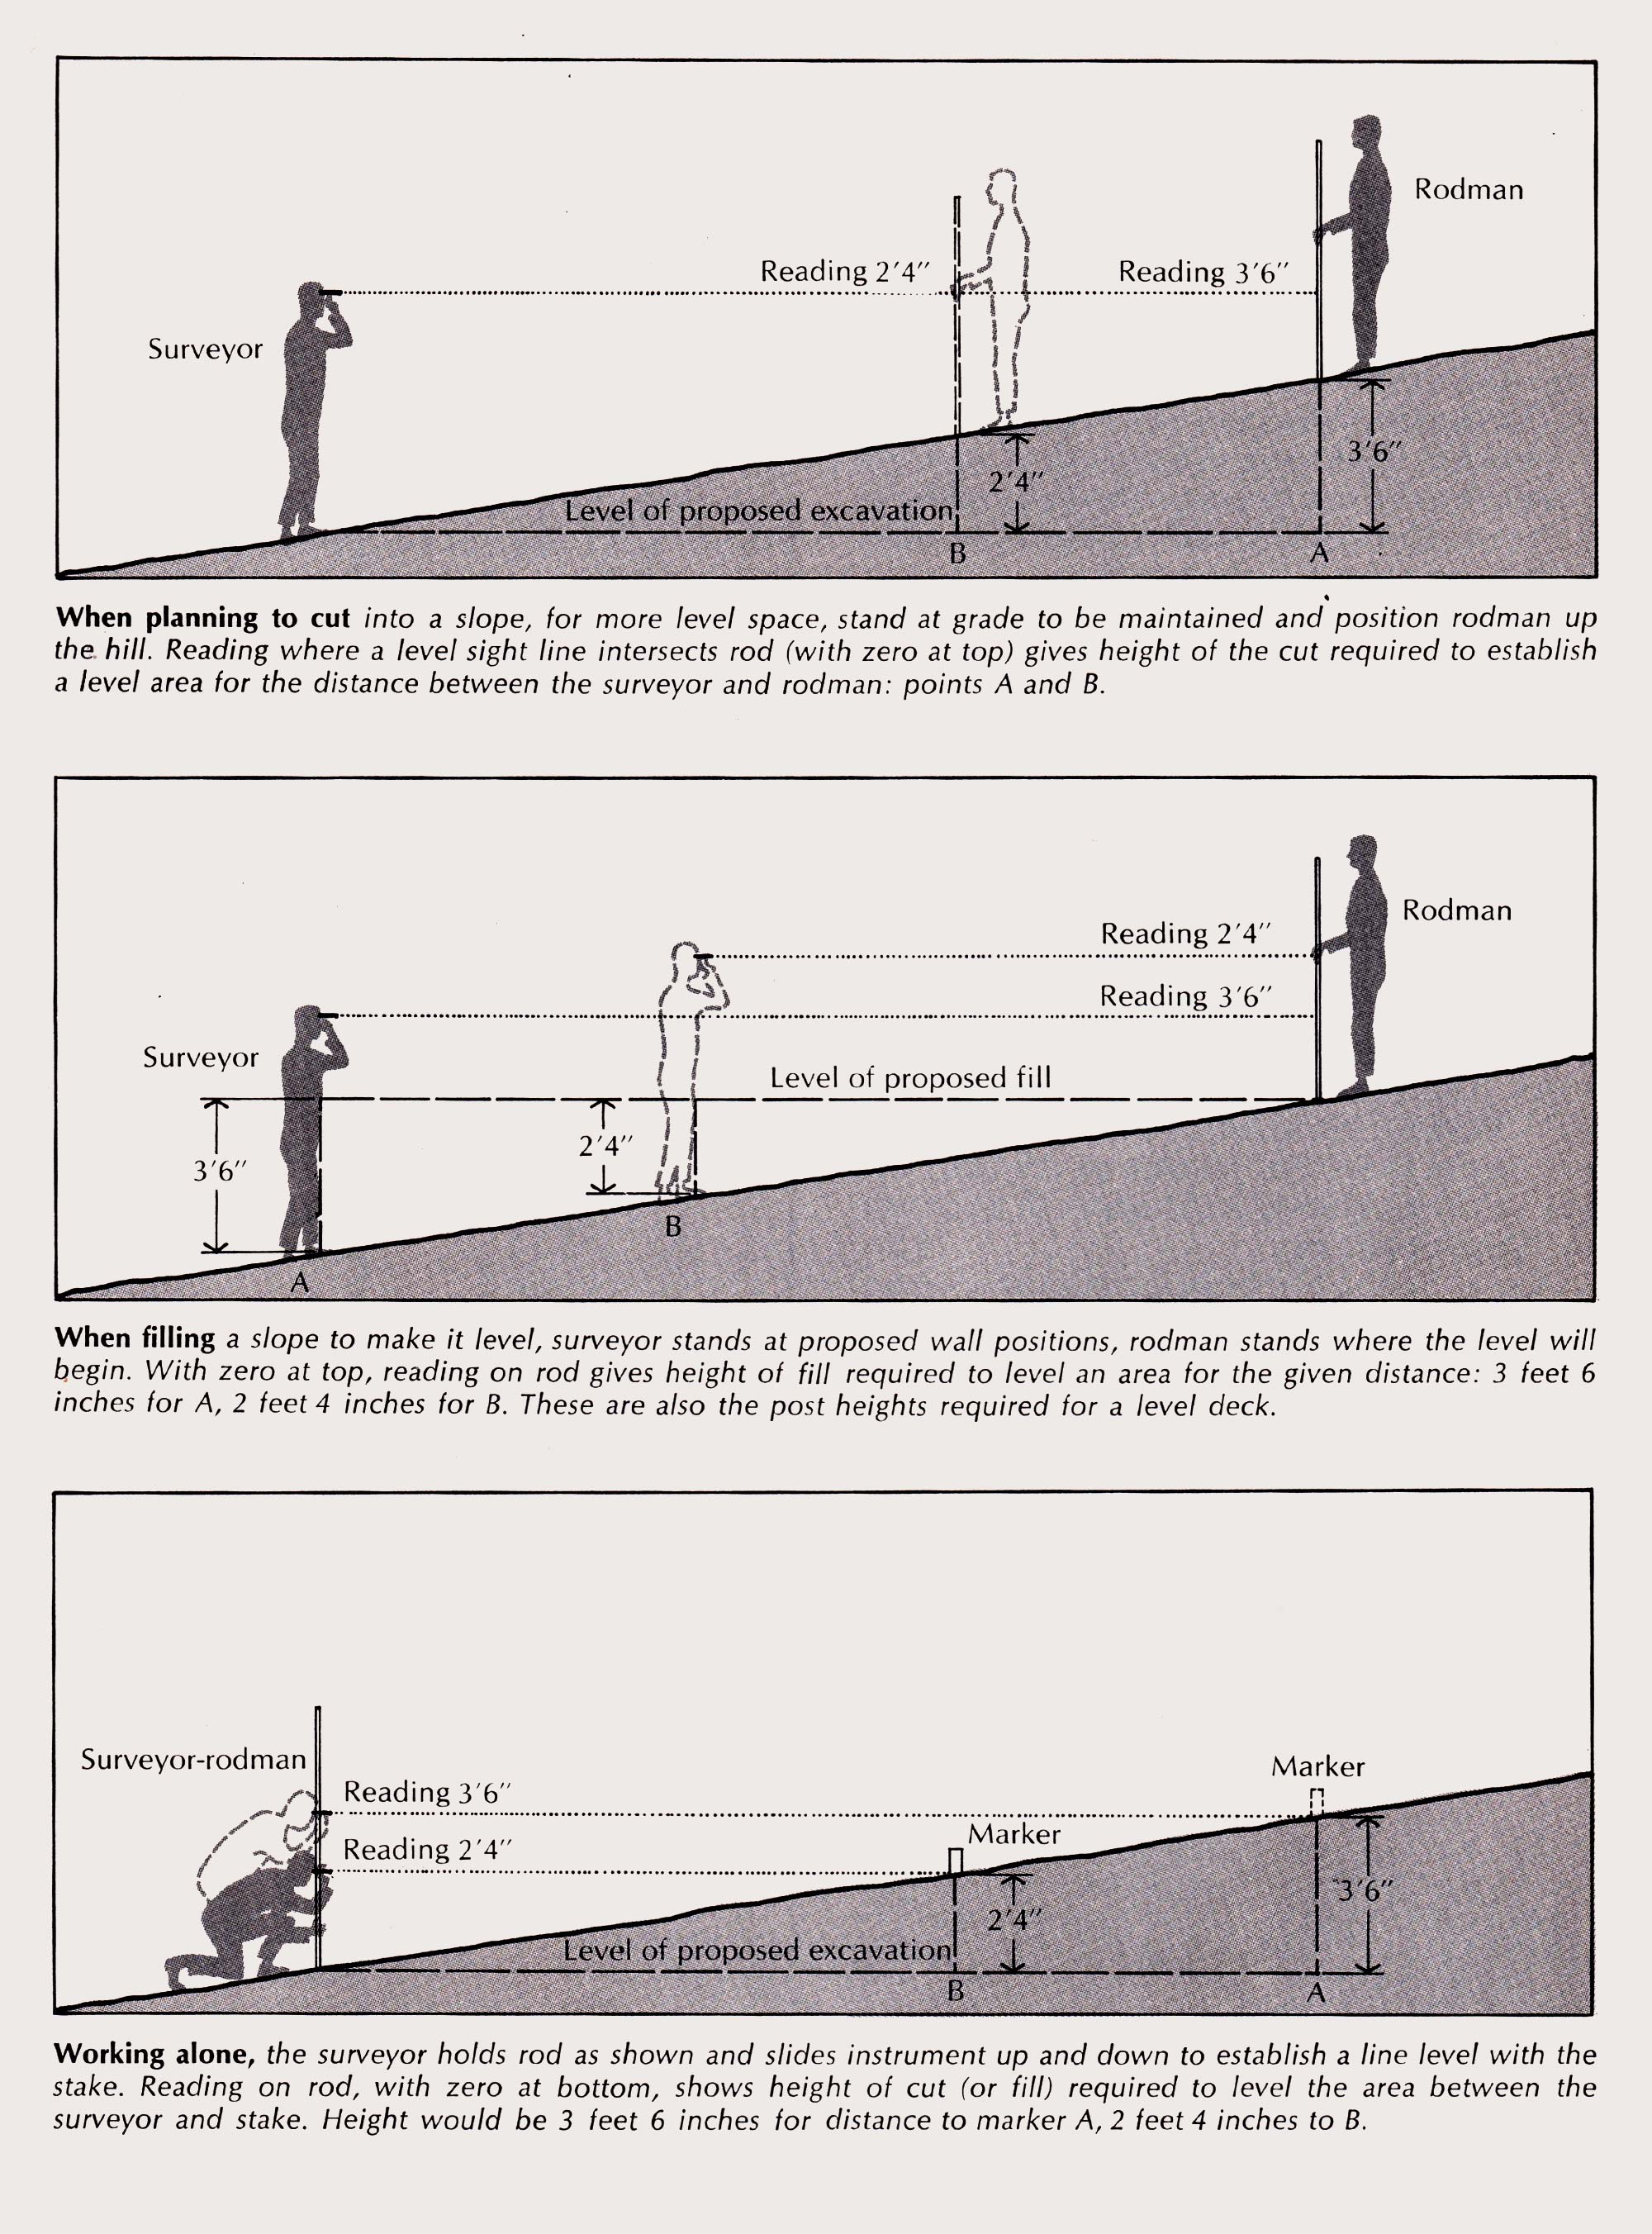 Rodman
Reading 2′4″
Reading 3′6″
Surveyor
3′6″
2′4″
Level of proposed excavation
B
A
When planning to cut into a slope, for more level space, stand at grade to be maintained and position rodman up
the hill. Reading where a level sight line intersects rod (with zero at top) gives height of the cut required to establish
a level area for the distance between the surveyor and rodman: points A and B.
Rodman
Reading 2′4″
Reading 3′6″
Surveyor
Level of proposed fill
2′4″
3′6″
B
A
When filling a slope to make it level, surveyor stands at proposed wall positions, rodman stands where the level will
begin. With zero at top, reading on rod gives height of fill required to level an area for the given distance: 3 feet 6
inches for A, 2 feet 4 inches for B. These are also the post heights required for a level deck.
Surveyor-rodman
Marker
Reading 3′6″
Marker
Reading 2′4″
3′6″
2′4″
Level of proposed excavation
B
A
Working alone, the surveyor holds rod as shown and slides instrument up and down to establish a line level with the
stake. Reading on rod, with zero at bottom, shows height of cut (or fill) required to level the area between the
surveyor and stake. Height would be 3 feet 6 inches for distance to marker A, 2 feet 4 inches to B.